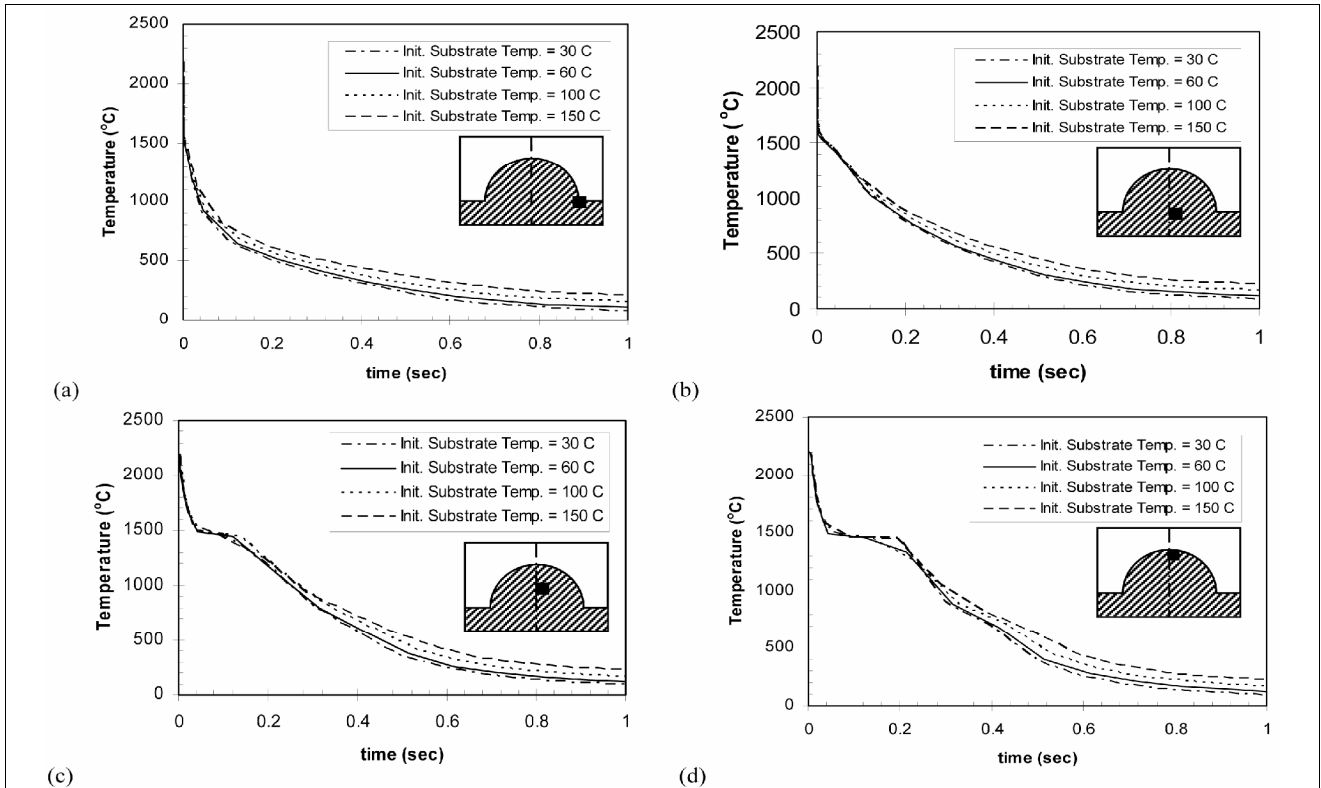 2500
2000
1500
1000
500
0
Temperature (°C)
Init. Substrate Temp. = 30 C
Init. Substrate Temp. = 60 C
Init. Substrate Temp. = 100 C
Init. Substrate Temp. = 150 C
0 0.2 0.4 0.6 0.8 1
time (sec)
(a)
2500
2000
1500
1000
500
0
Temperature ( °C)
Init. Substrate Temp. = 30 C
Init. Substrate Temp. = 60 C
Init. Substrate Temp. = 100 C
Init. Substrate Temp. = 150 C
0 0.2 0.4 0.6 0.8 1
time (sec)
(b)
2500
2000
1500
1000
500
0
Temperature (°C)
Init. Substrate Temp. = 30 C
Init. Substrate Temp. = 60 C
Init. Substrate Temp. = 100 C
Init. Substrate Temp. = 150 C
0 0.2 0.4 0.6 0.8 1
time (sec)
(c)
2500
2000
1500
1000
500
0
Temperature (°C)
Init. Substrate Temp. = 30 C
Init. Substrate Temp. = 60 C
Init. Substrate Temp. = 100 C
Init. Substrate Temp. = 150 C
0 0.2 0.4 0.6 0.8 1
time (sec)
(d)